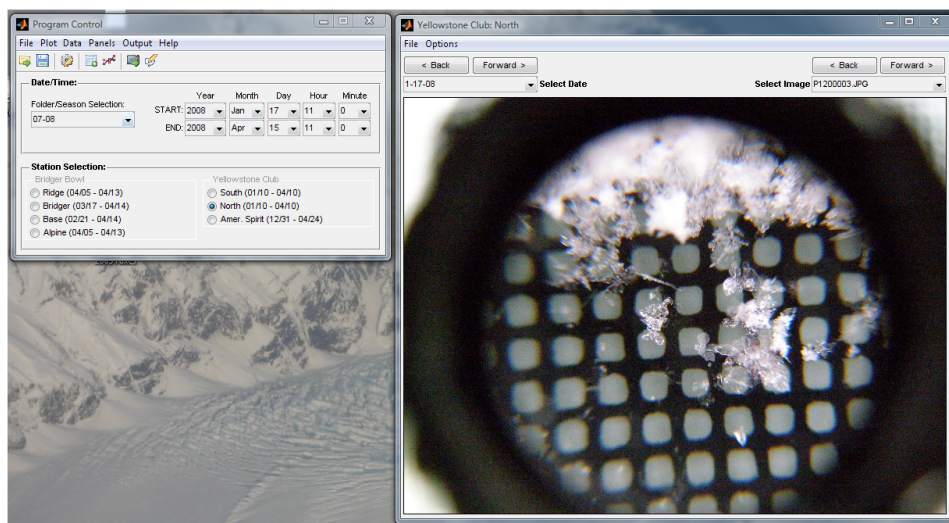 Program Control
File Plot Data Panels Output Help
Date/Time:
Year Month Day Hour Minute
Folder/Season Selection:
START: 2008 Jan 17 11 0
07-08
END: 2008 Apr 15 11 0
Station Selection:
Bridger Bowl
Ridge (04/05 - 04/13)
Bridger (03/17 - 04/14)
Base (02/21 - 04/14)
Alpine (04/05 - 04/13)
Yellowstone Club
South (01/10 - 04/10)
North (01/10 - 04/10)
Amer. Spirit (12/31 - 04/24)
Yellowstone Club: North
File Options
< Back Forward > < Back Forward >
1-17-08 Select Date Select Image P1200003.JPG